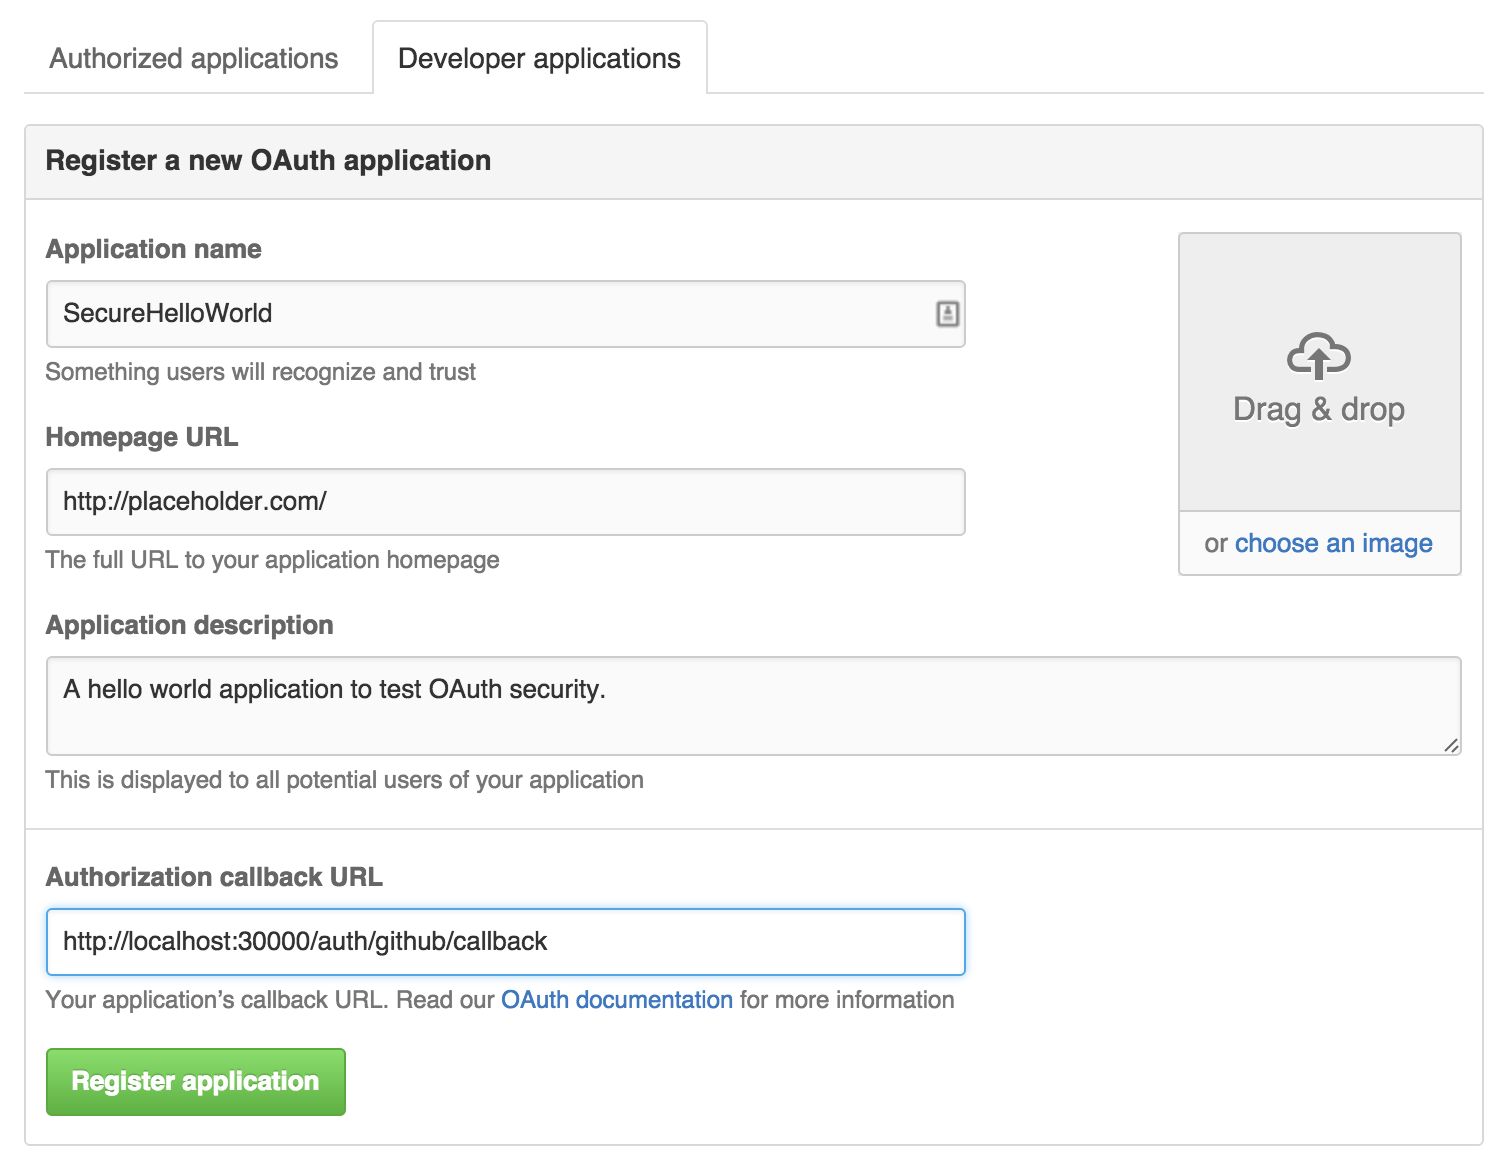 Authorized applications
Developer applications
Register a new OAuth application
Application name
SecureHelloWorld
Something users will recognize and trust
Drag & drop
or choose an image
Homepage URL
http://placeholder.com/
The full URL to your application homepage
Application description
A hello world application to test OAuth security.
This is displayed to all potential users of your application
Authorization callback URL
http://localhost:30000/auth/github/callback
Your application’s callback URL. Read our OAuth documentation for more information
Register application